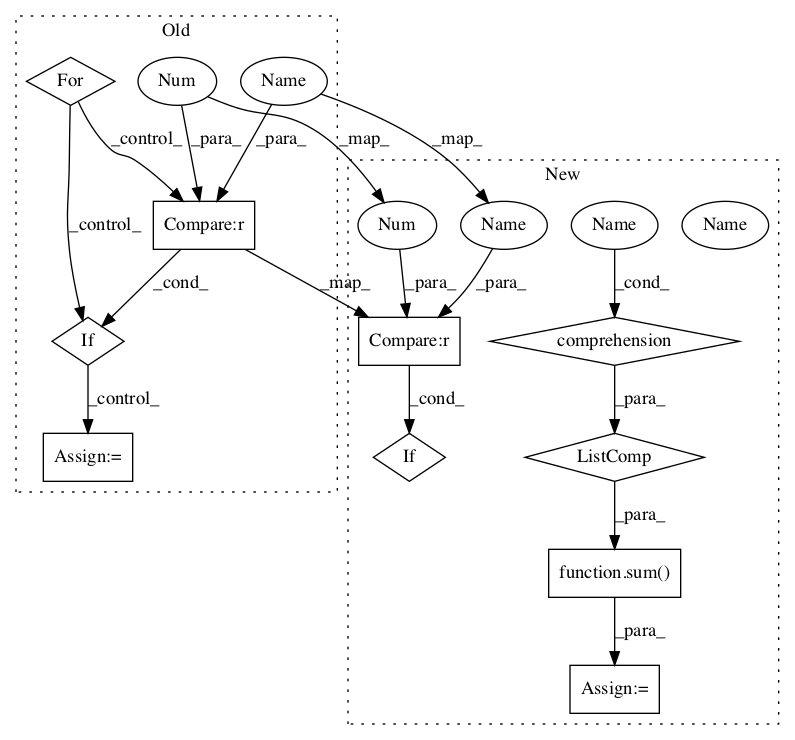 Old
For
Num
Name
_control_
_para_
_para_
_map_
_map_
New
Compare:r
Num
Name
Name
Name
_control_
_cond_
_map_
_para_
_para_
_cond_
If
Compare:r
comprehension
_control_
_cond_
_para_
Assign:=
If
ListComp
_para_
function.sum()
_para_
Assign:=